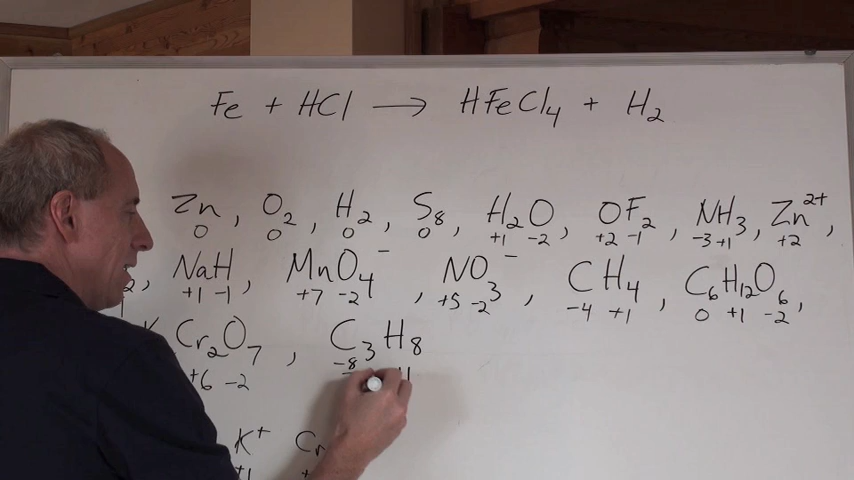 Fe + HCl → HFeCl₄ + H₂
Zn, O₂, H₂, S₈, H₂O, OF₂, NH₃, Zn²⁺,
0 0 0 0 +1 -2 +2 -1 -3 +1 +2
NaH, MnO₄⁻, NO₃⁻, CH₄, C₆H₁₂O₆,
+1 -1 +7 -2 +5 -2 -4 +1 0 +1 -2
Cr₂O₇, C₃H₈
+6 -2 -8
K⁺ Cr
+1